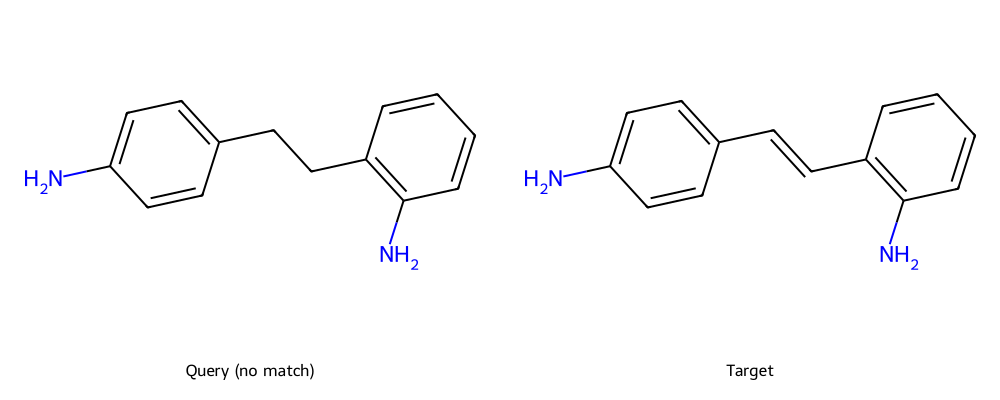 H2N
NH2
H2N
NH2
Query (no match)
Target